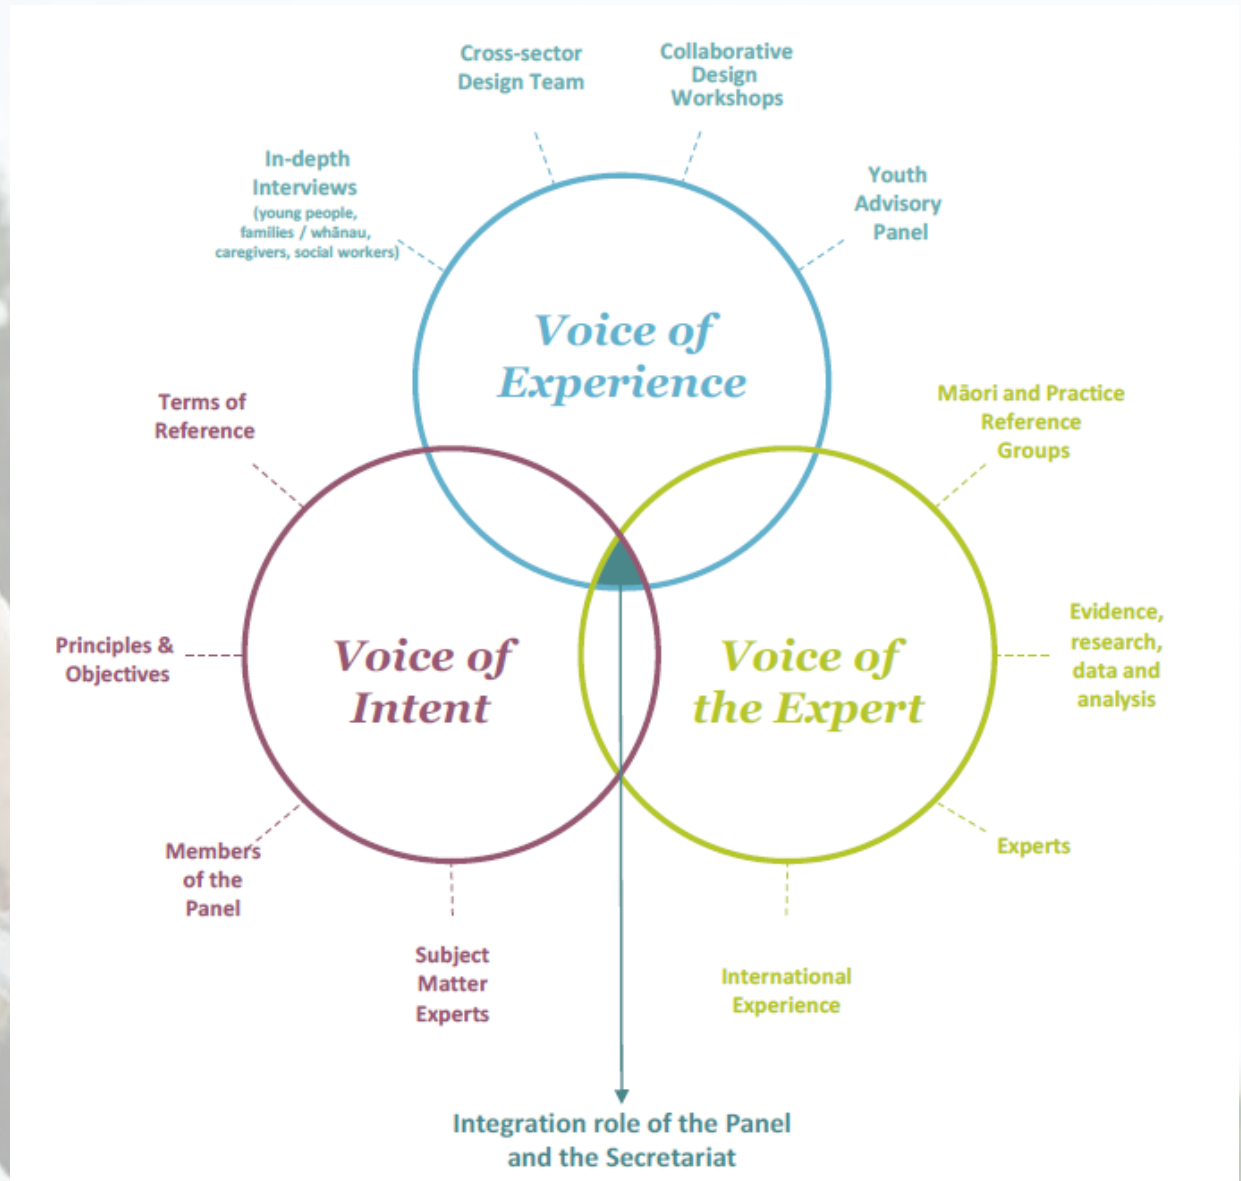 Cross-sector
Design Team
Collaborative
Design
Workshops
In-depth
Interviews
(young people,
families / whānau,
caregivers, social workers)
Youth
Advisory
Panel
Voice of
Experience
Terms of
Reference
Māori and Practice
Reference
Groups
Principles &
Objectives
Voice of
Intent
Voice of
the Expert
Evidence,
research,
data and
analysis
Members
of the
Panel
Experts
Subject
Matter
Experts
International
Experience
Integration role of the Panel
and the Secretariat